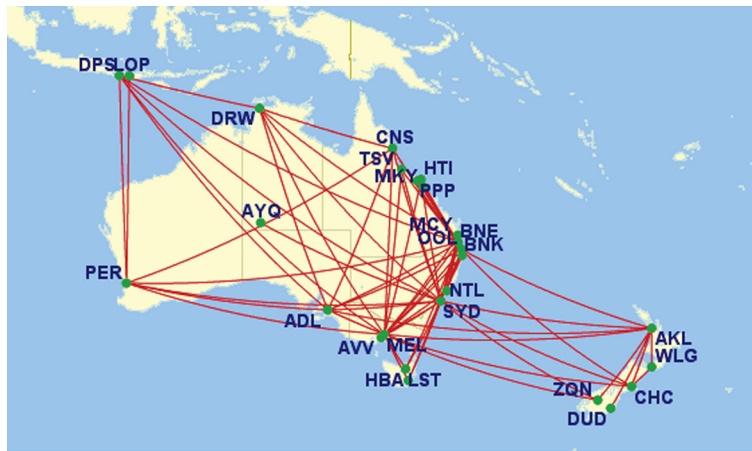 DPS LOP
DRW
CNS
TSV
HTI
MKY
PPP
AYQ
MCY
BNE
OOL
BNK
PER
NTL
SYD
ADL
AVV
MEL
HBA LST
AKL
WLG
ZQN
CHC
DUD